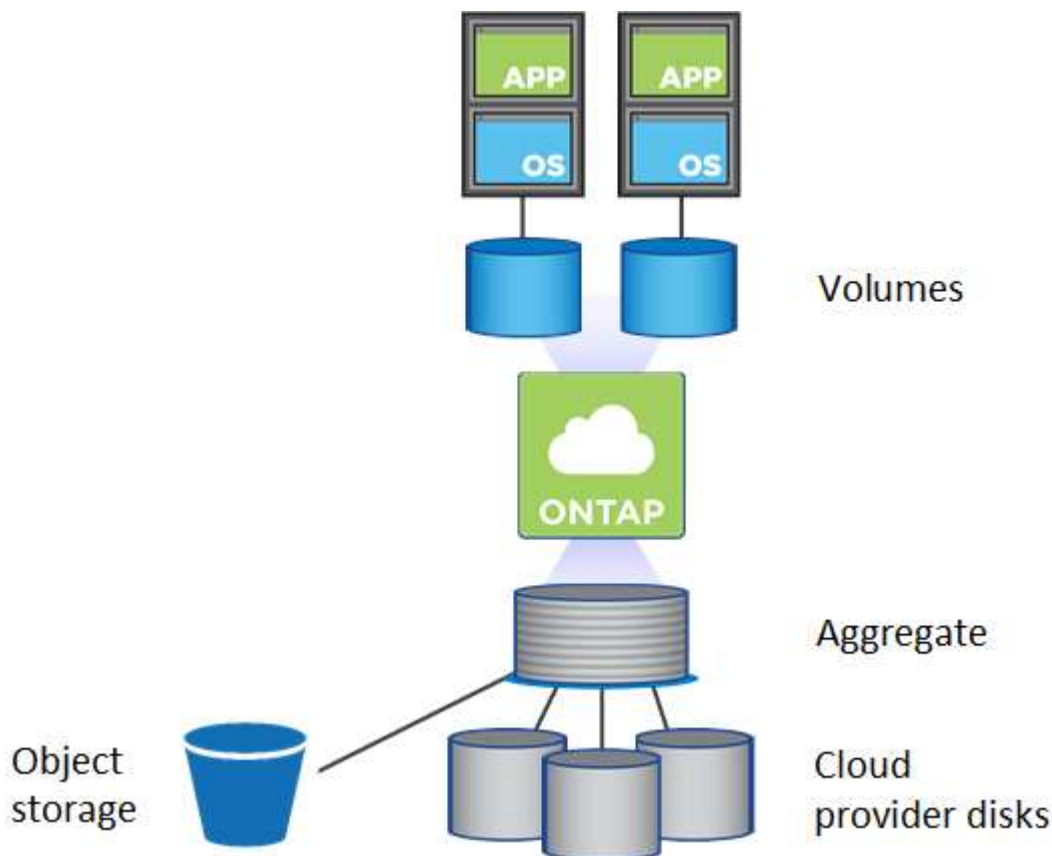 APP
APP
OS
OS
Volumes
ONTAP
Aggregate
Object
storage
Cloud
provider disks